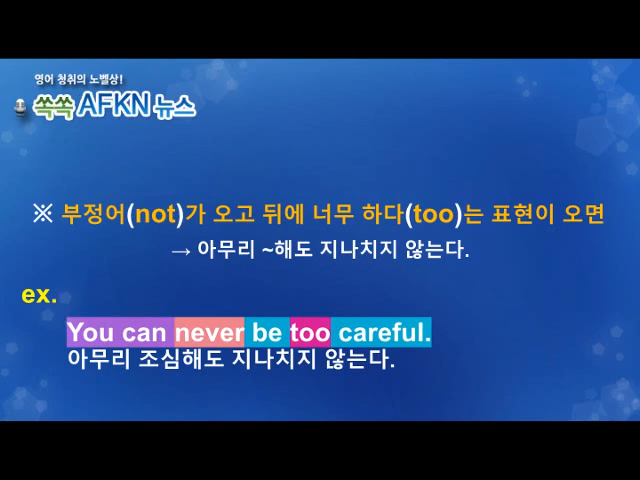 영어 청취의 노벨상!
쏙쏙 AFKN 뉴스
※ 부정어(not)가 오고 뒤에 너무 하다(too)는 표현이 오면
→ 아무리 ~해도 지나치지 않는다.
ex.
You can never be too careful.
아무리 조심해도 지나치지 않는다.